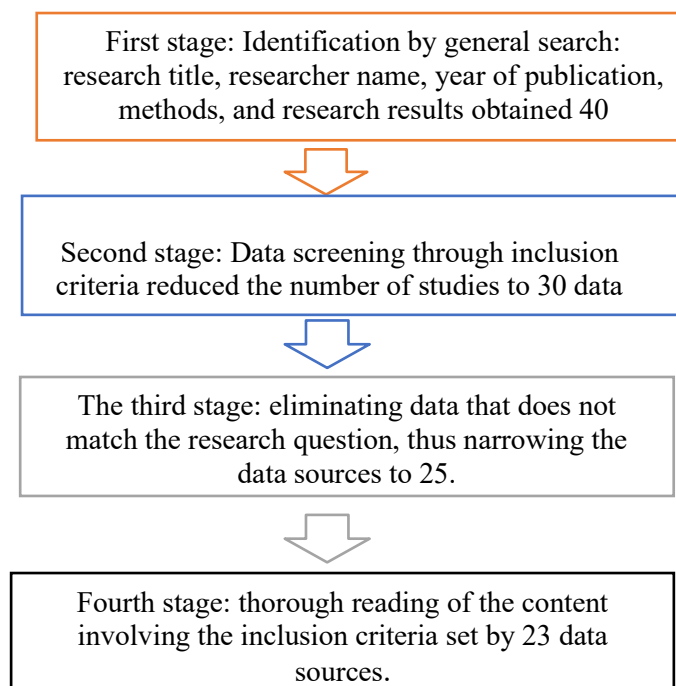 First stage: Identification by general search:
research title, researcher name, year of publication,
methods, and research results obtained 40
Second stage: Data screening through inclusion
criteria reduced the number of studies to 30 data
The third stage: eliminating data that does not
match the research question, thus narrowing the
data sources to 25.
Fourth stage: thorough reading of the content
involving the inclusion criteria set by 23 data
sources.